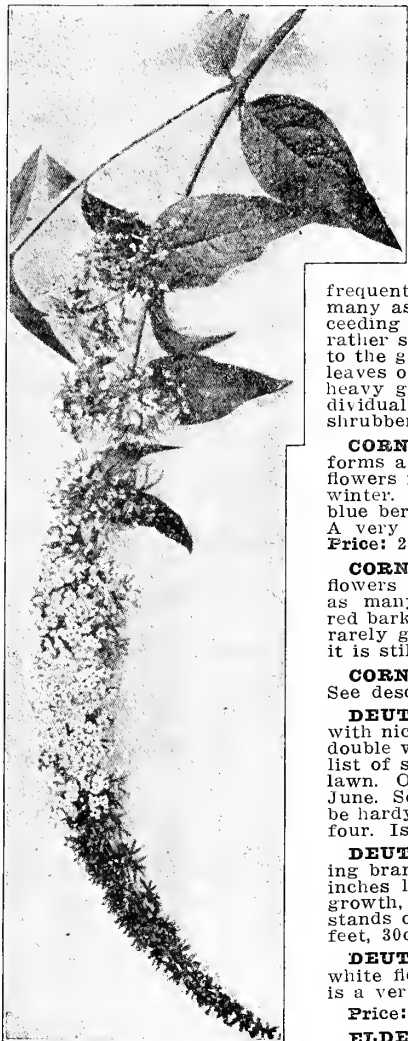 frequent
many as
ceeding
rather s
to the g
leaves o
heavy g
dividual
shrubber
CORN
forms a
flowers i
winter.
blue ber
A very
Price: 2
CORN
flowers
as many
red bark
rarely g
it is stil
CORN
See desc
DEUT
with nic
double v
list of s
lawn. O
June. Se
be hardy
four. Is
DEUT
ing bran
inches l
growth,
stands o
feet, 30c
DEUT
white flo
is a ver
Price:
ELDE